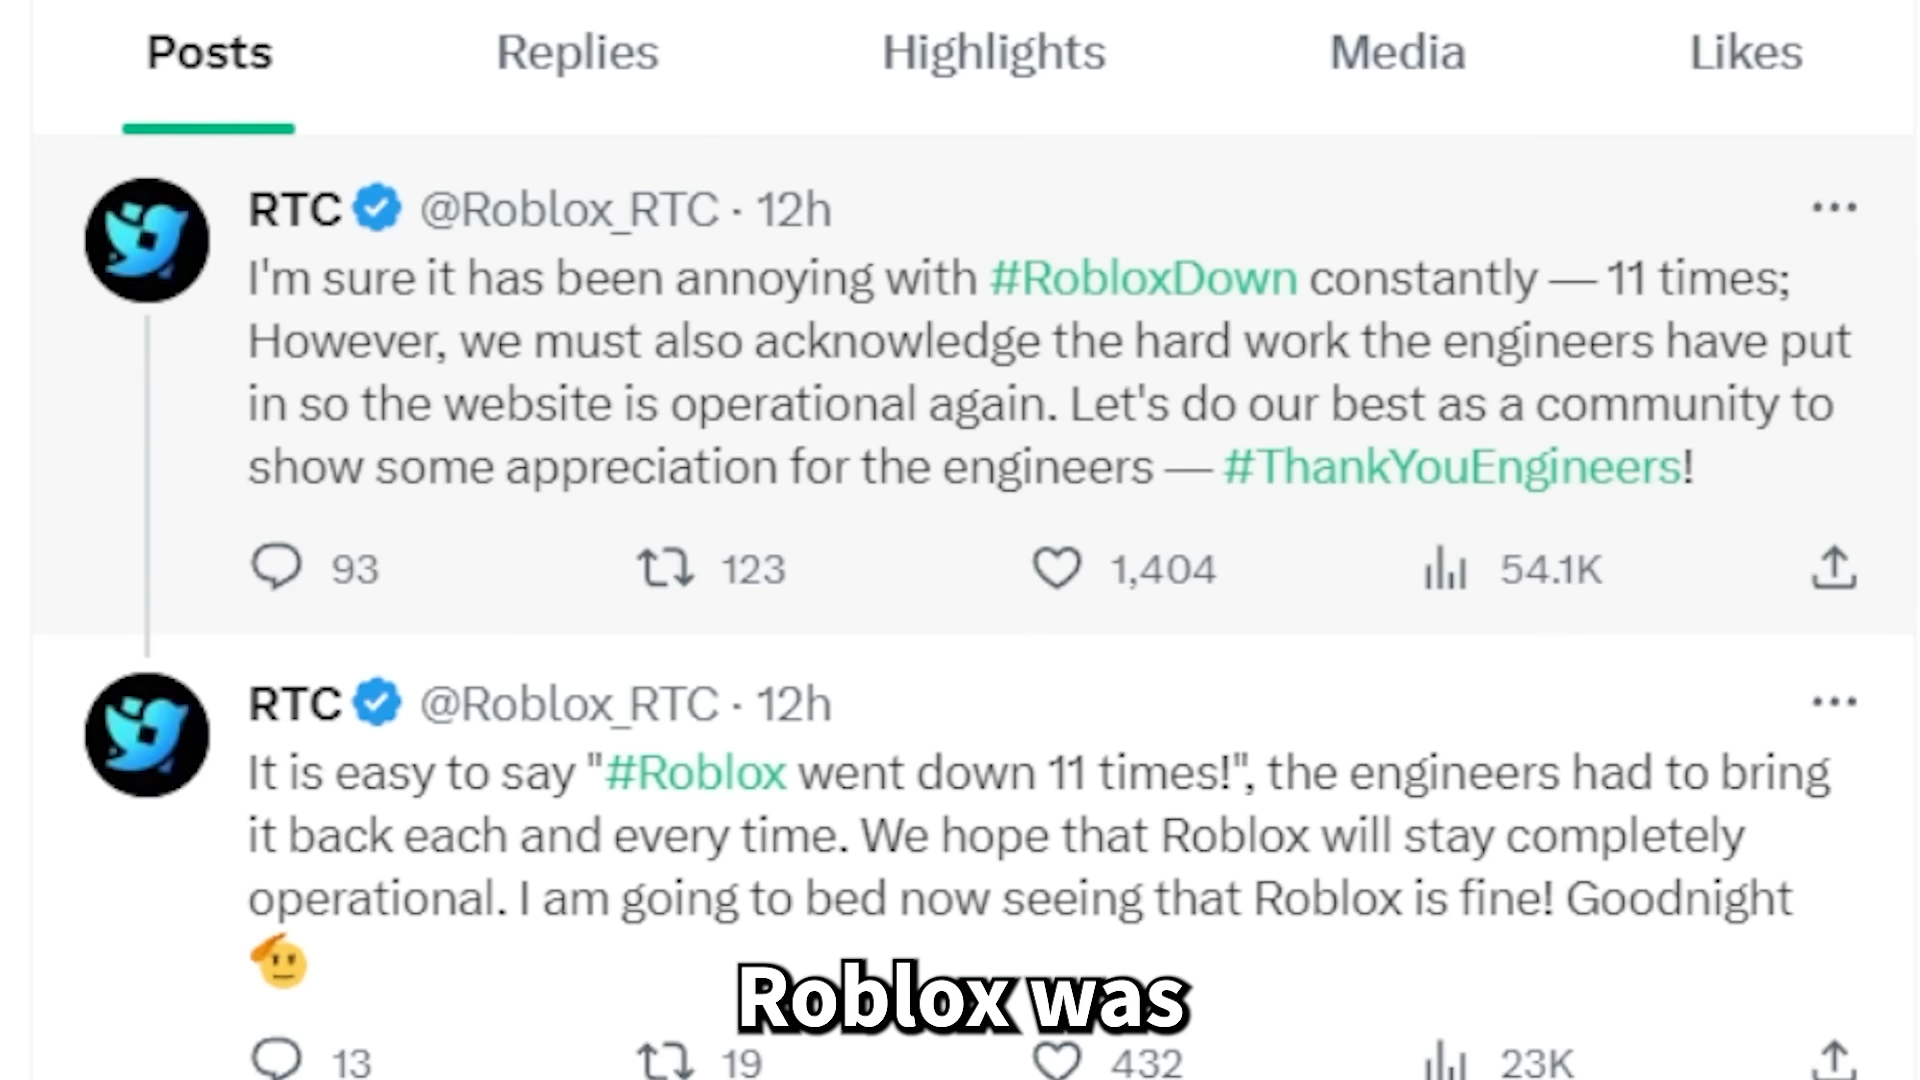 Posts Replies Highlights Media Likes
RTC @Roblox_RTC · 12h
I'm sure it has been annoying with #RobloxDown constantly — 11 times;
However, we must also acknowledge the hard work the engineers have put
in so the website is operational again. Let's do our best as a community to
show some appreciation for the engineers — #ThankYouEngineers!
93 123 1,404 54.1K
RTC @Roblox_RTC · 12h
It is easy to say "#Roblox went down 11 times!", the engineers had to bring
it back each and every time. We hope that Roblox will stay completely
operational. I am going to bed now seeing that Roblox is fine! Goodnight
🫡
Roblox was
13 19 432 23K